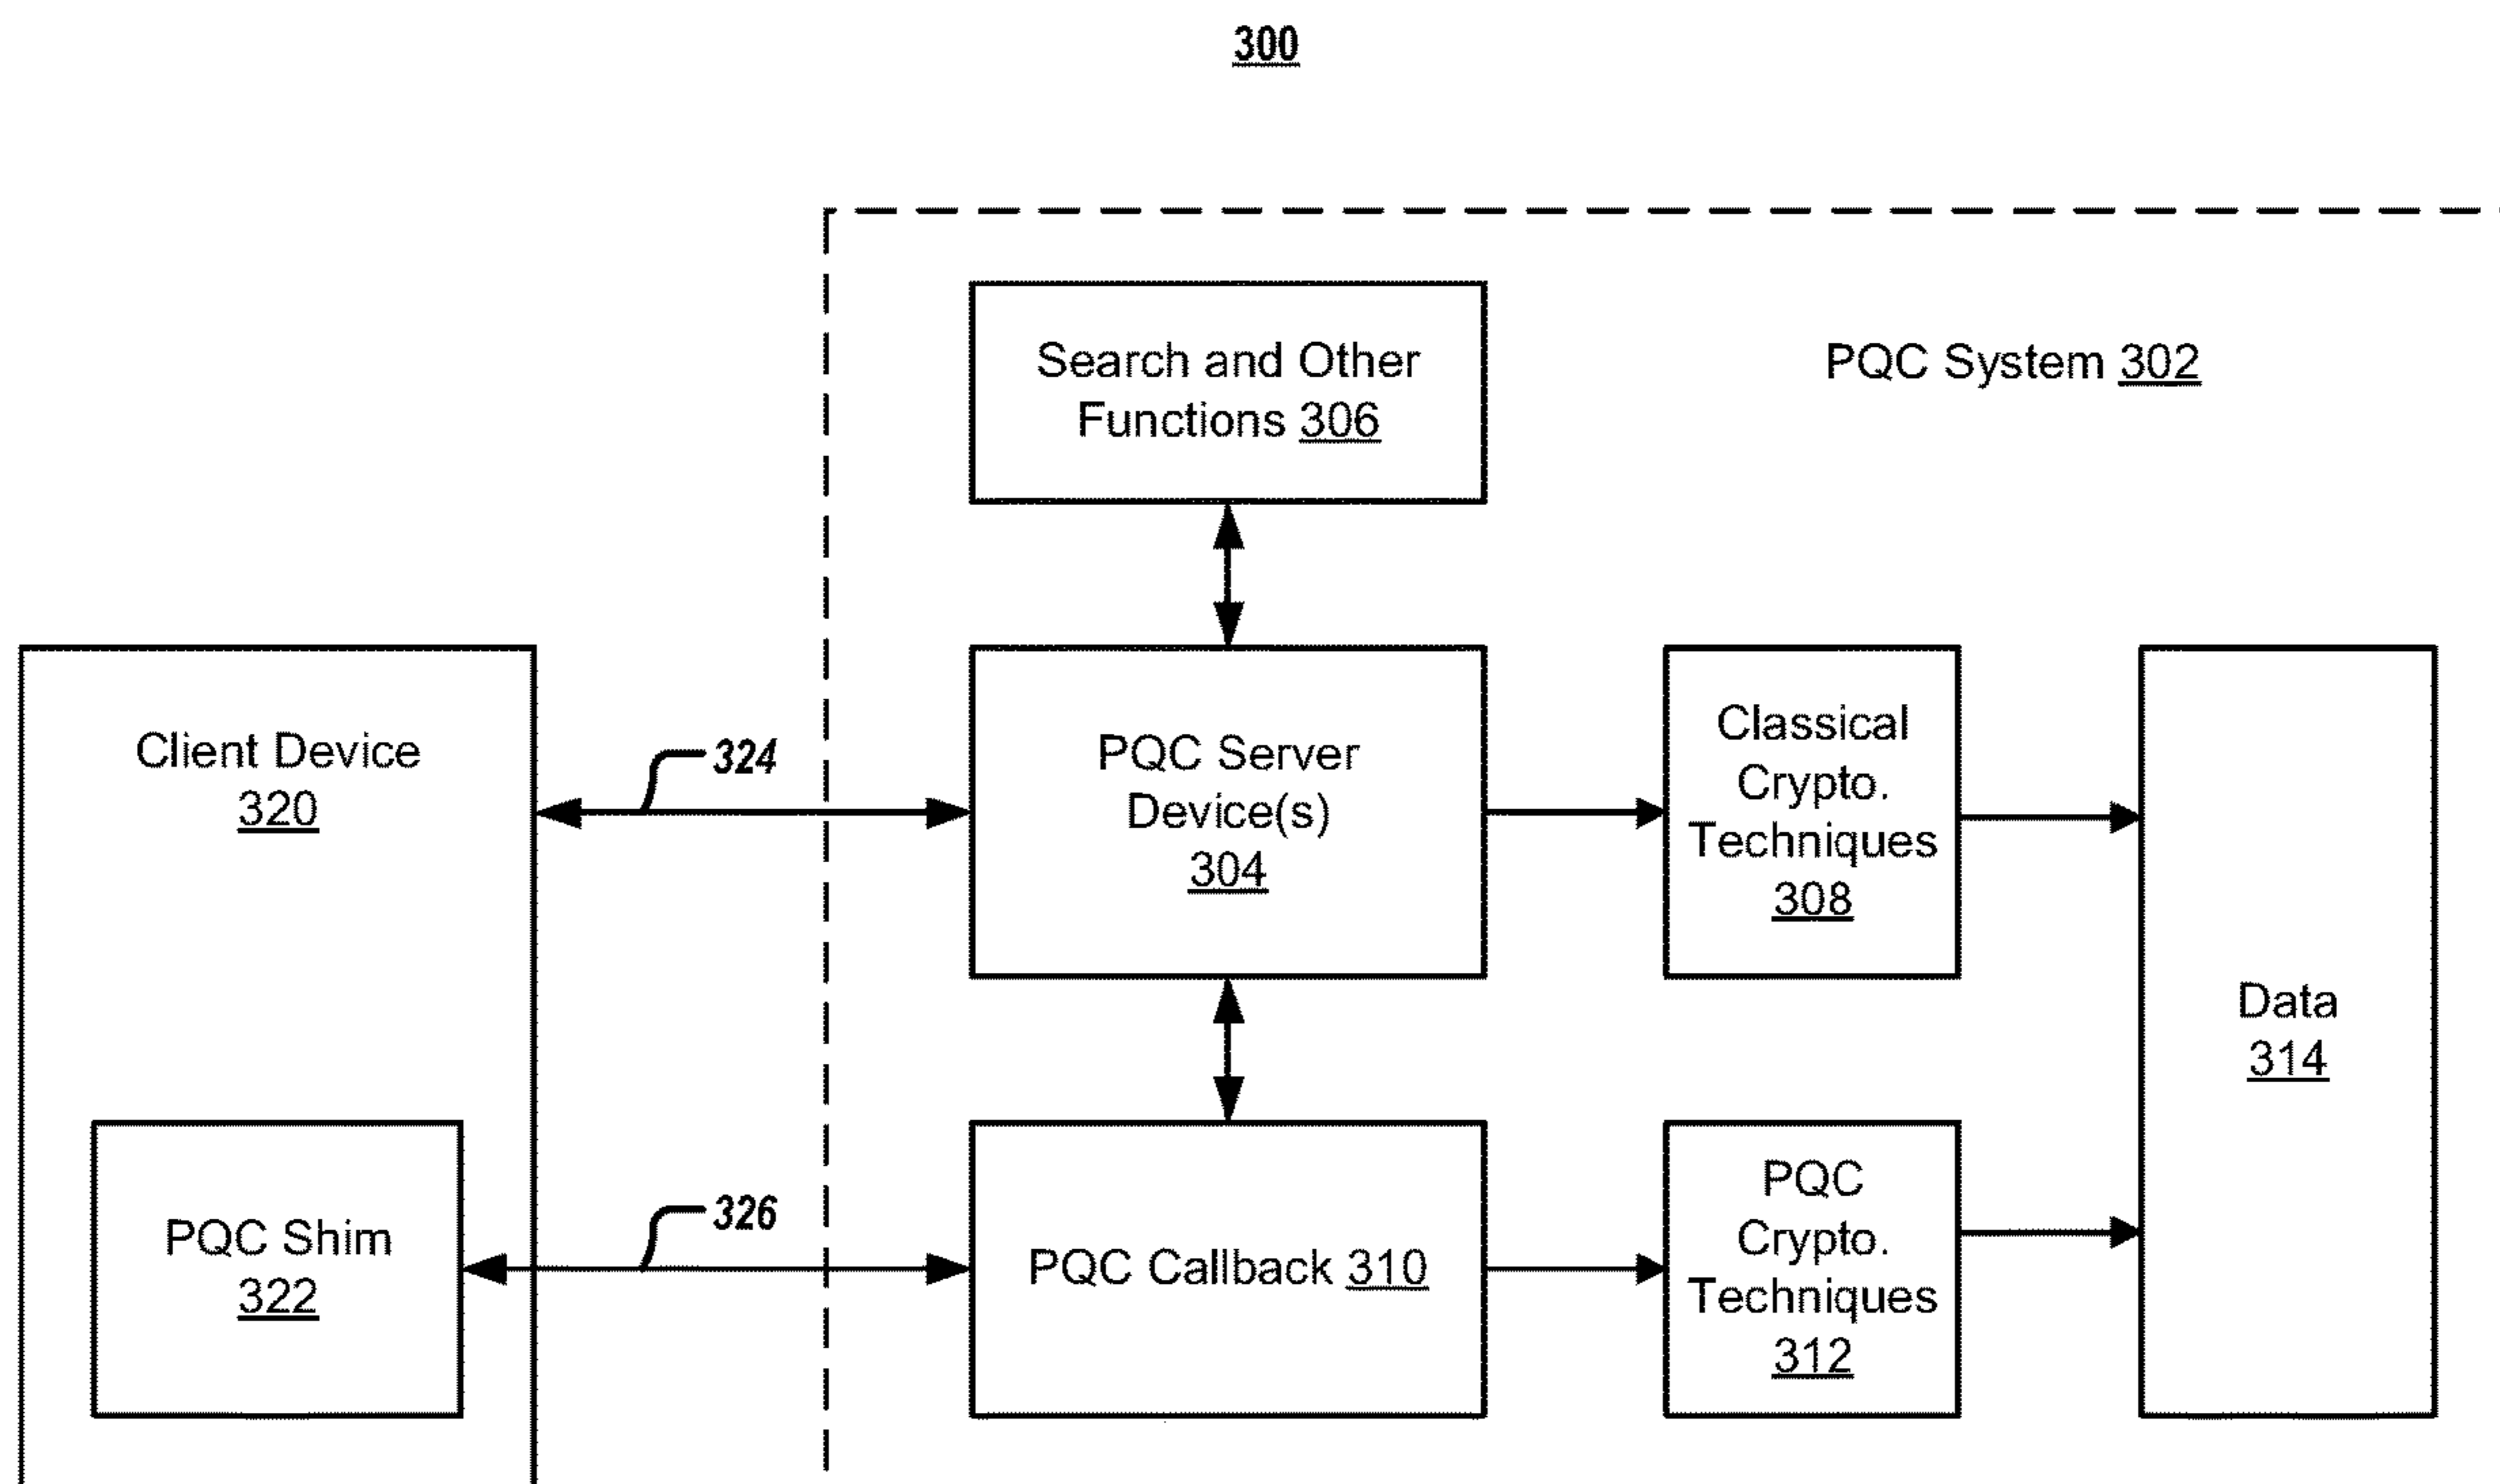 300
Search and Other
Functions 306
PQC System 302
Client Device
320
324
PQC Server
Device(s)
304
Classical
Crypto.
Techniques
308
Data
314
PQC Shim
322
326
PQC Callback 310
PQC
Crypto.
Techniques
312